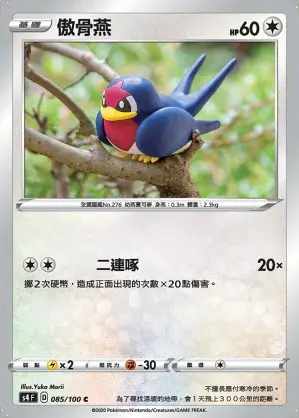 基礎 傲骨燕 HP60
全國圖鑑No.276 幼燕寶可夢 身高：0.3m 體重：2.3kg
二連啄 20×
擲2次硬幣，造成正面出現的次數×20點傷害。
弱點 ×2 抵抗力 -30 撤退
Illus.Yuka Morii
S4 F D 085/100 C
不擅長應付寒冷的季節。
為了尋找溫暖的地帶，會1天飛上300公里的距離。
©2020 Pokémon/Nintendo/Creatures/GAME FREAK.